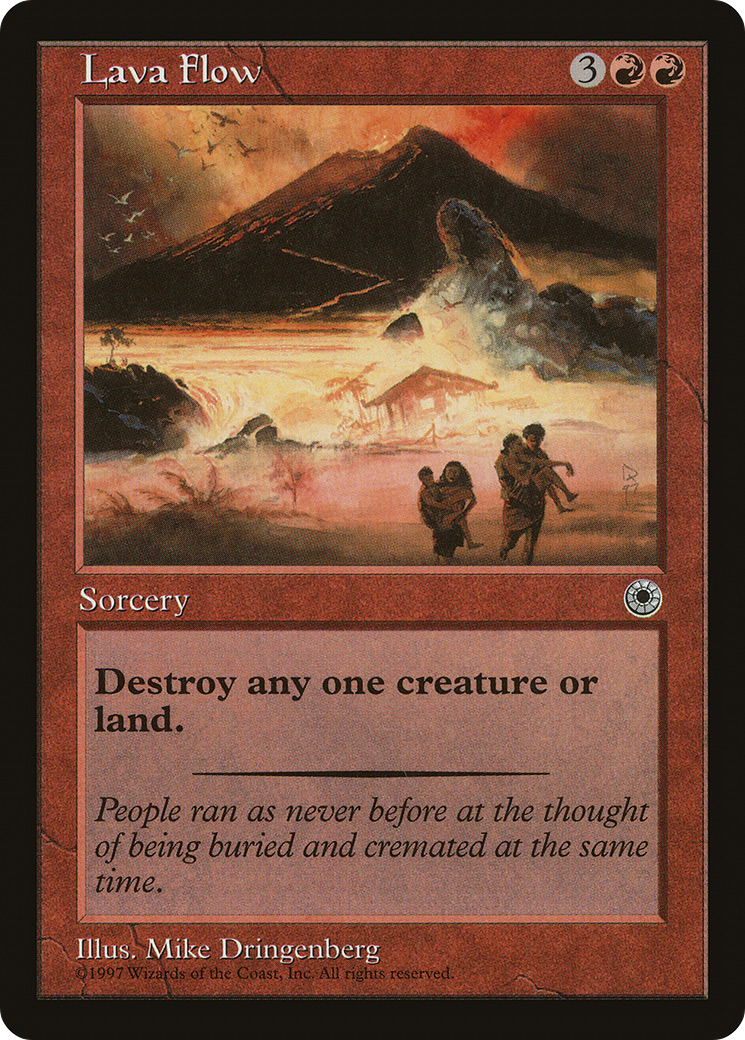 Lava Flow 3
Sorcery
Destroy any one creature or
land.
People ran as never before at the thought
of being buried and cremated at the same
time.
Illus. Mike Dringenberg
©1997 Wizards of the Coast, Inc. All rights reserved.